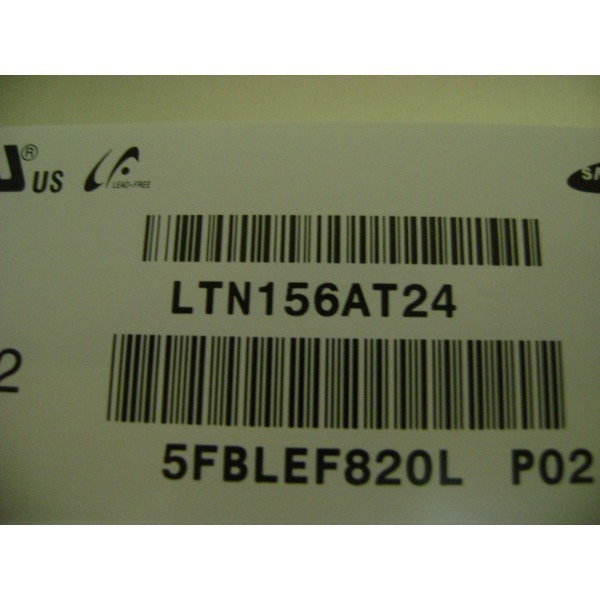 ® US
LEAD-FREE
LTN156AT24
2
5FBLEF820L P02